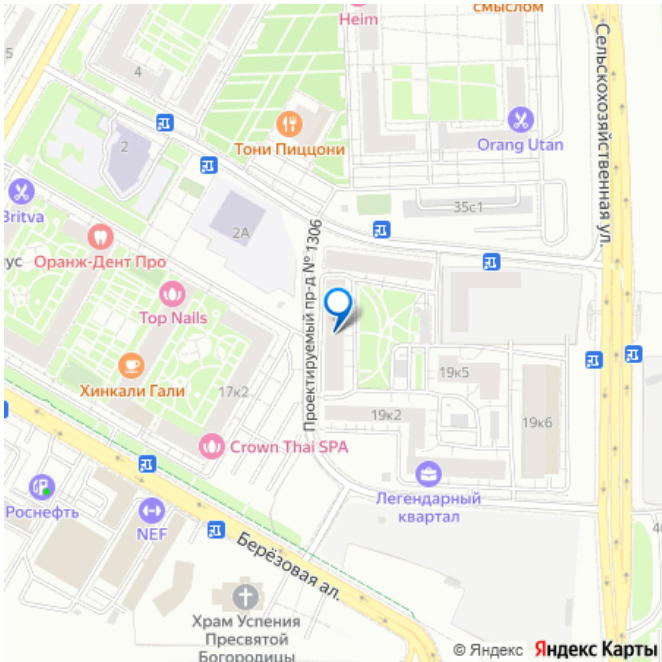 Heim
смыслом
4
Сельскохозяйственная ул.
2
Тони Пиццони
Orang Utan
Britva
35с1
2А
Оранж-Дент Про
ус
Проектируемый пр-д № 1306
Top Nails
Хинкали Гали
17к2
19к5
19к2
19к6
Crown Thai SPA
Легендарный
квартал
Роснефть
NEF
Берёзовая ал.
Храм Успения
Пресвятой
Богородицы
© Яндекс Яндекс Карты